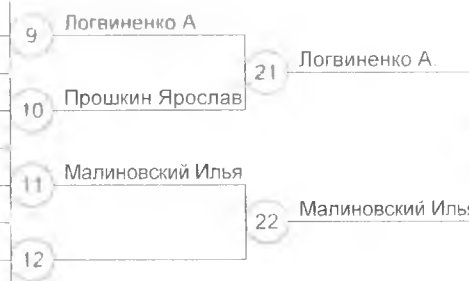 9 Логвиненко А
21 Логвиненко А.
10 Прошкин Ярослав
11 Малиновский Илья
22 Малиновский Илья
12